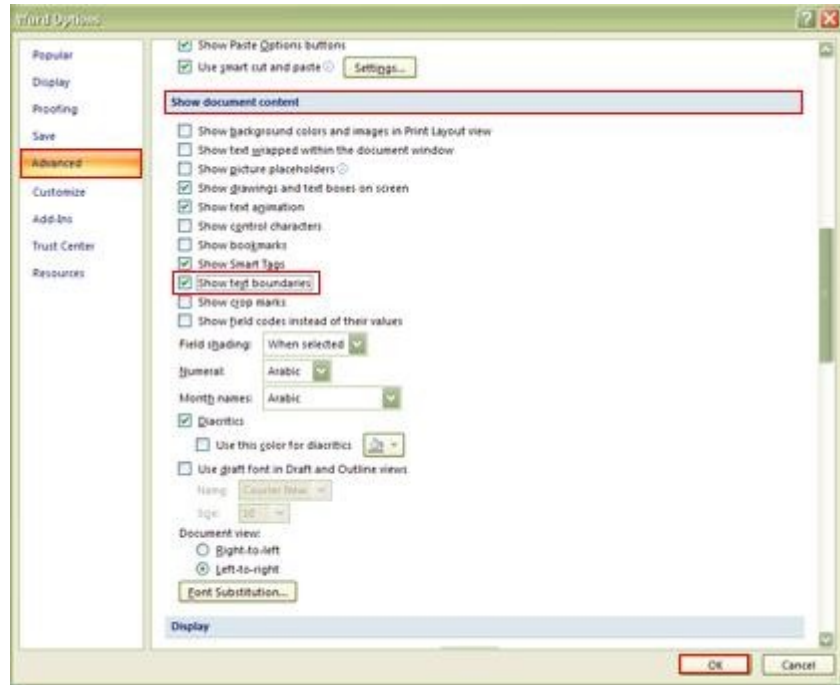 Word Options
Popular
Display
Proofing
Save
Advanced
Customize
Add-Ins
Trust Center
Resources
Show Paste Options buttons
Use smart cut and paste
Settings...
Show document content
Show background colors and images in Print Layout view
Show text wrapped within the document window
Show picture placeholders
Show drawings and text boxes on screen
Show text animation
Show control characters
Show bookmarks
Show Smart Tags
Show text boundaries
Show crop marks
Show field codes instead of their values
Field shading: When selected
Numeral: Arabic
Month names: Arabic
Diacritics
Use this color for diacritics
Use draft font in Draft and Outline views
Name: Courier New
Size: 10
Document view:
Right-to-left
Left-to-right
Font Substitution...
Display
OK Cancel